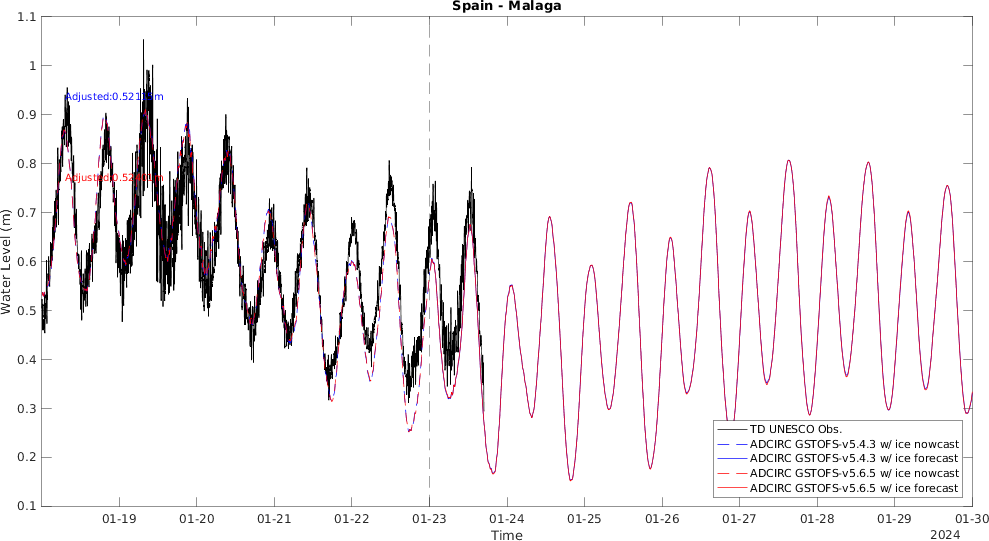 Spain - Malaga
1.1
1
0.9
0.8
0.7
0.6
0.5
0.4
0.3
0.2
0.1
Water Level (m)
m
m
01-19
01-20
01-21
01-22
01-23
01-24
01-25
01-26
01-27
01-28
01-29
01-30
Time
2024
TD UNESCO Obs.
ADCIRC GSTOFS-v5.4.3 w/ ice nowcast
ADCIRC GSTOFS-v5.4.3 w/ ice forecast
ADCIRC GSTOFS-v5.6.5 w/ ice nowcast
ADCIRC GSTOFS-v5.6.5 w/ ice forecast